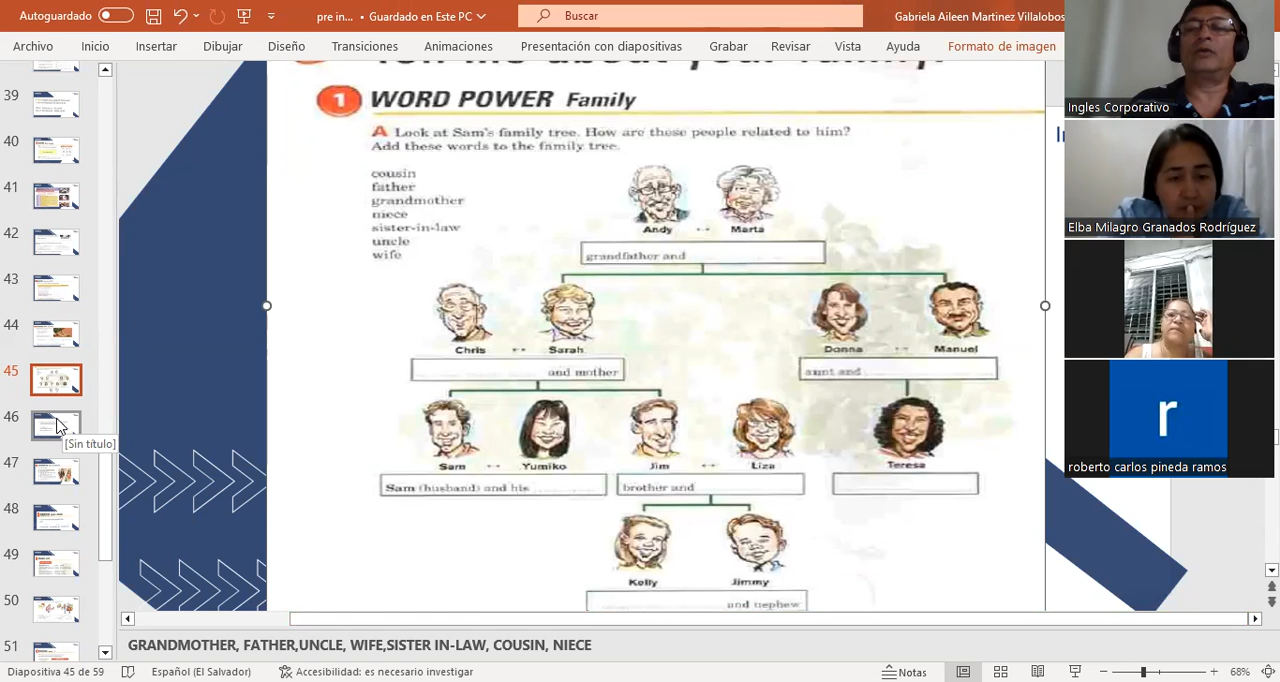 Autoguardado
pre in... • Guardado en Este PC
Buscar
Gabriela Aileen Martinez Villalobos
Archivo Inicio Insertar Dibujar Diseño Transiciones Animaciones Presentación con diapositivas Grabar Revisar Vista Ayuda Formato de imagen
about your family.
1 WORD POWER Family
A Look at Sam's family tree. How are these people related to him?
Add these words to the family tree.
cousin
father
grandmother
niece
sister-in-law
uncle
wife
Andy Marta
grandfather and
Chris Sarah
and mother
Donna Manuel
aunt and
Sam Yumiko
Jim Liza
Teresa
Sam (husband) and his
brother and
Kelly Jimmy
and nephew
39
40
41
42
43
44
45
46
[Sin título]
47
48
49
50
51
Ingles Corporativo
Elba Milagro Granados Rodríguez
r
roberto carlos pineda ramos
GRANDMOTHER, FATHER,UNCLE, WIFE,SISTER IN-LAW, COUSIN, NIECE
Diapositiva 45 de 59 Español (El Salvador) Accesibilidad: es necesario investigar Notas 68%